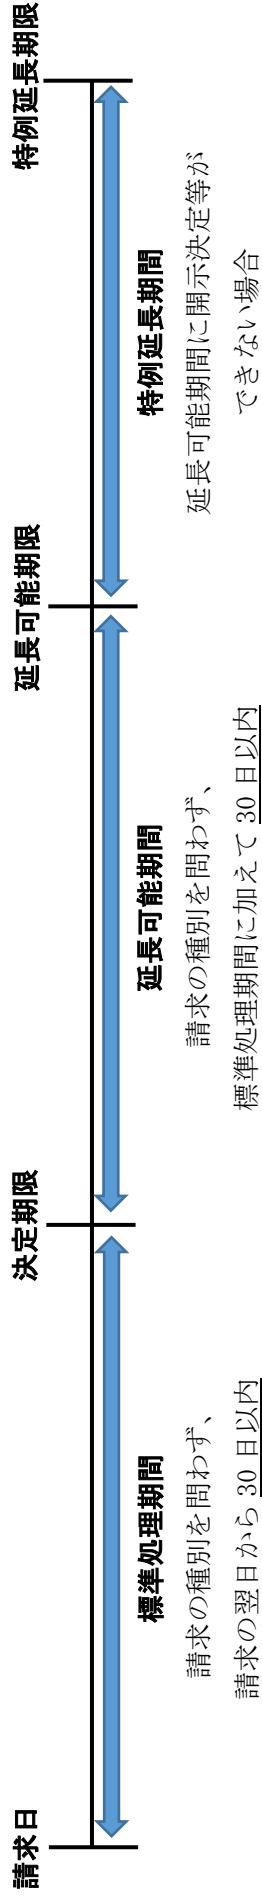 請求日
決定期限
延長可能期限
特例延長期限
標準処理期間
請求の種別を問わず、
請求の翌日から 30 日以内
延長可能期間
請求の種別を問わず、
標準処理期間に加えて 30 日以内
特例延長期間
延長可能期間に開示決定等が
できない場合